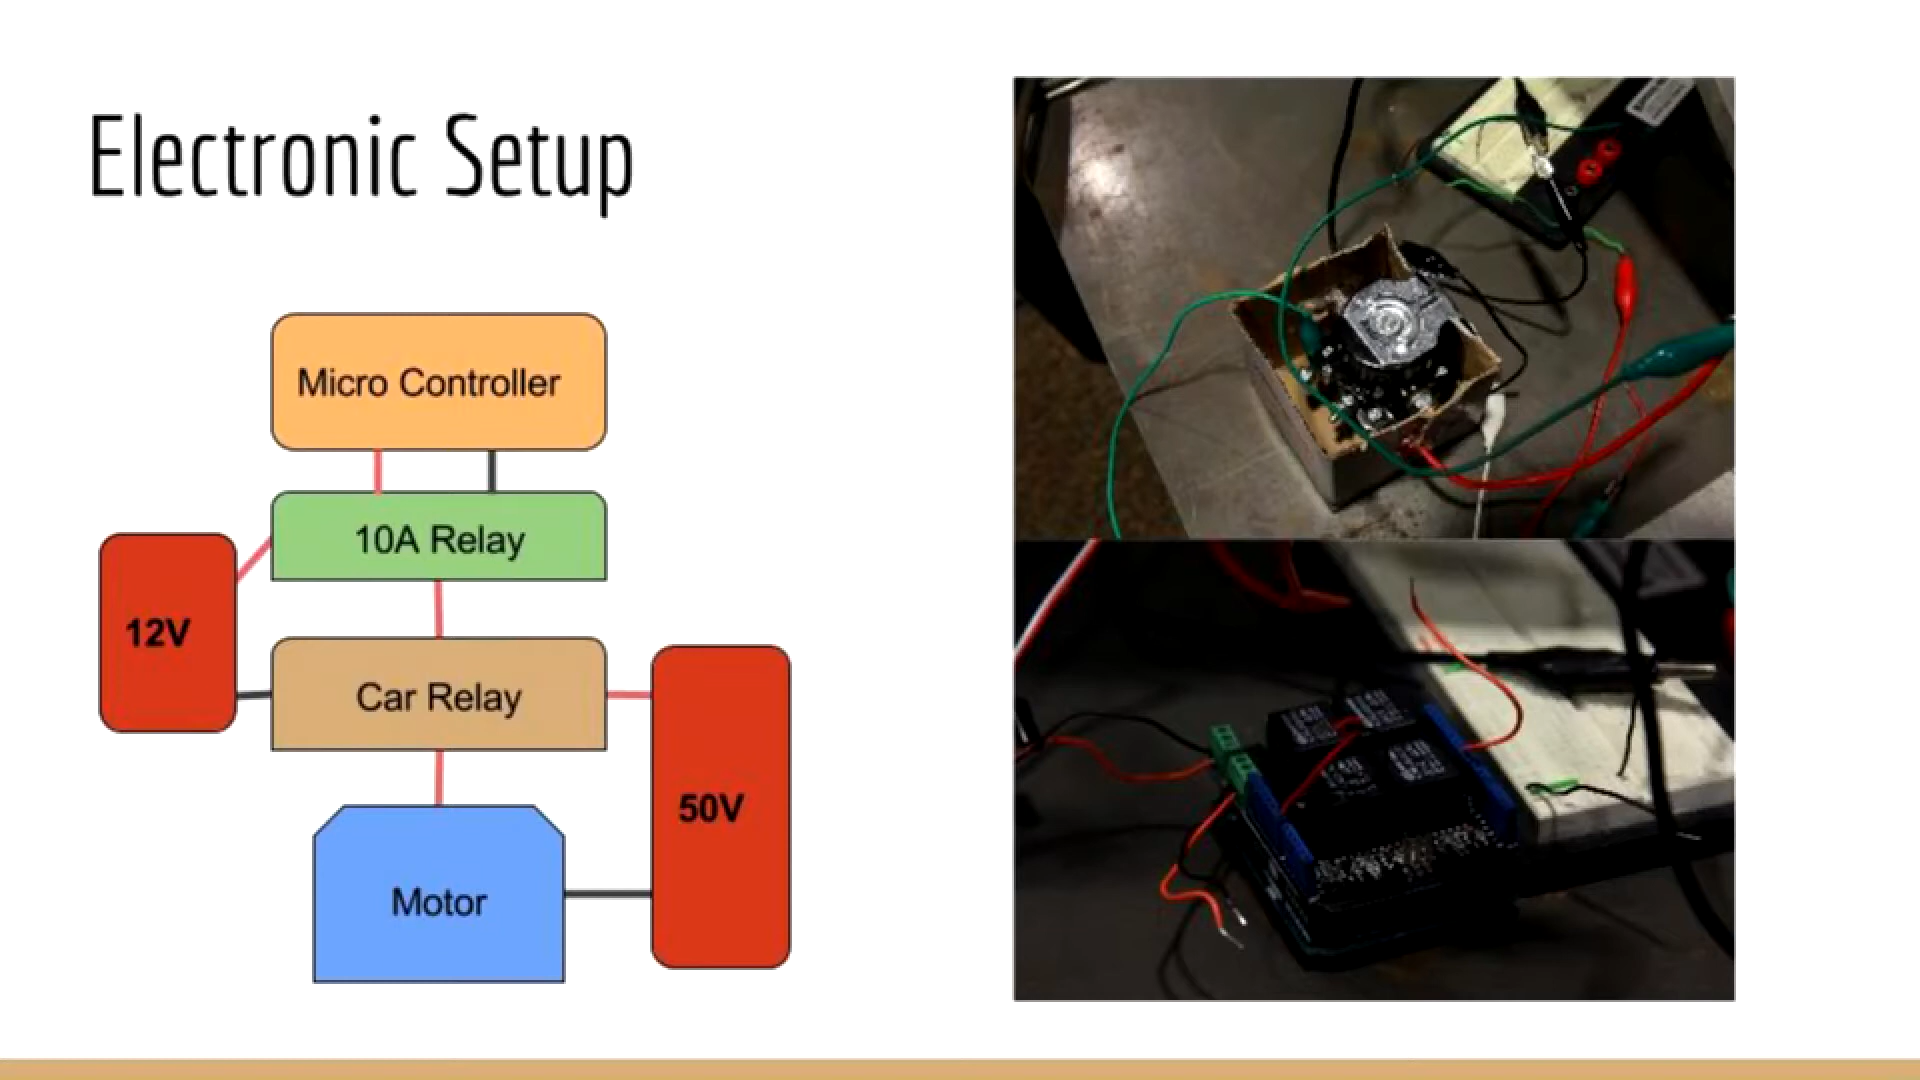 Electronic Setup
Micro Controller
10A Relay
12V
Car Relay
50V
Motor